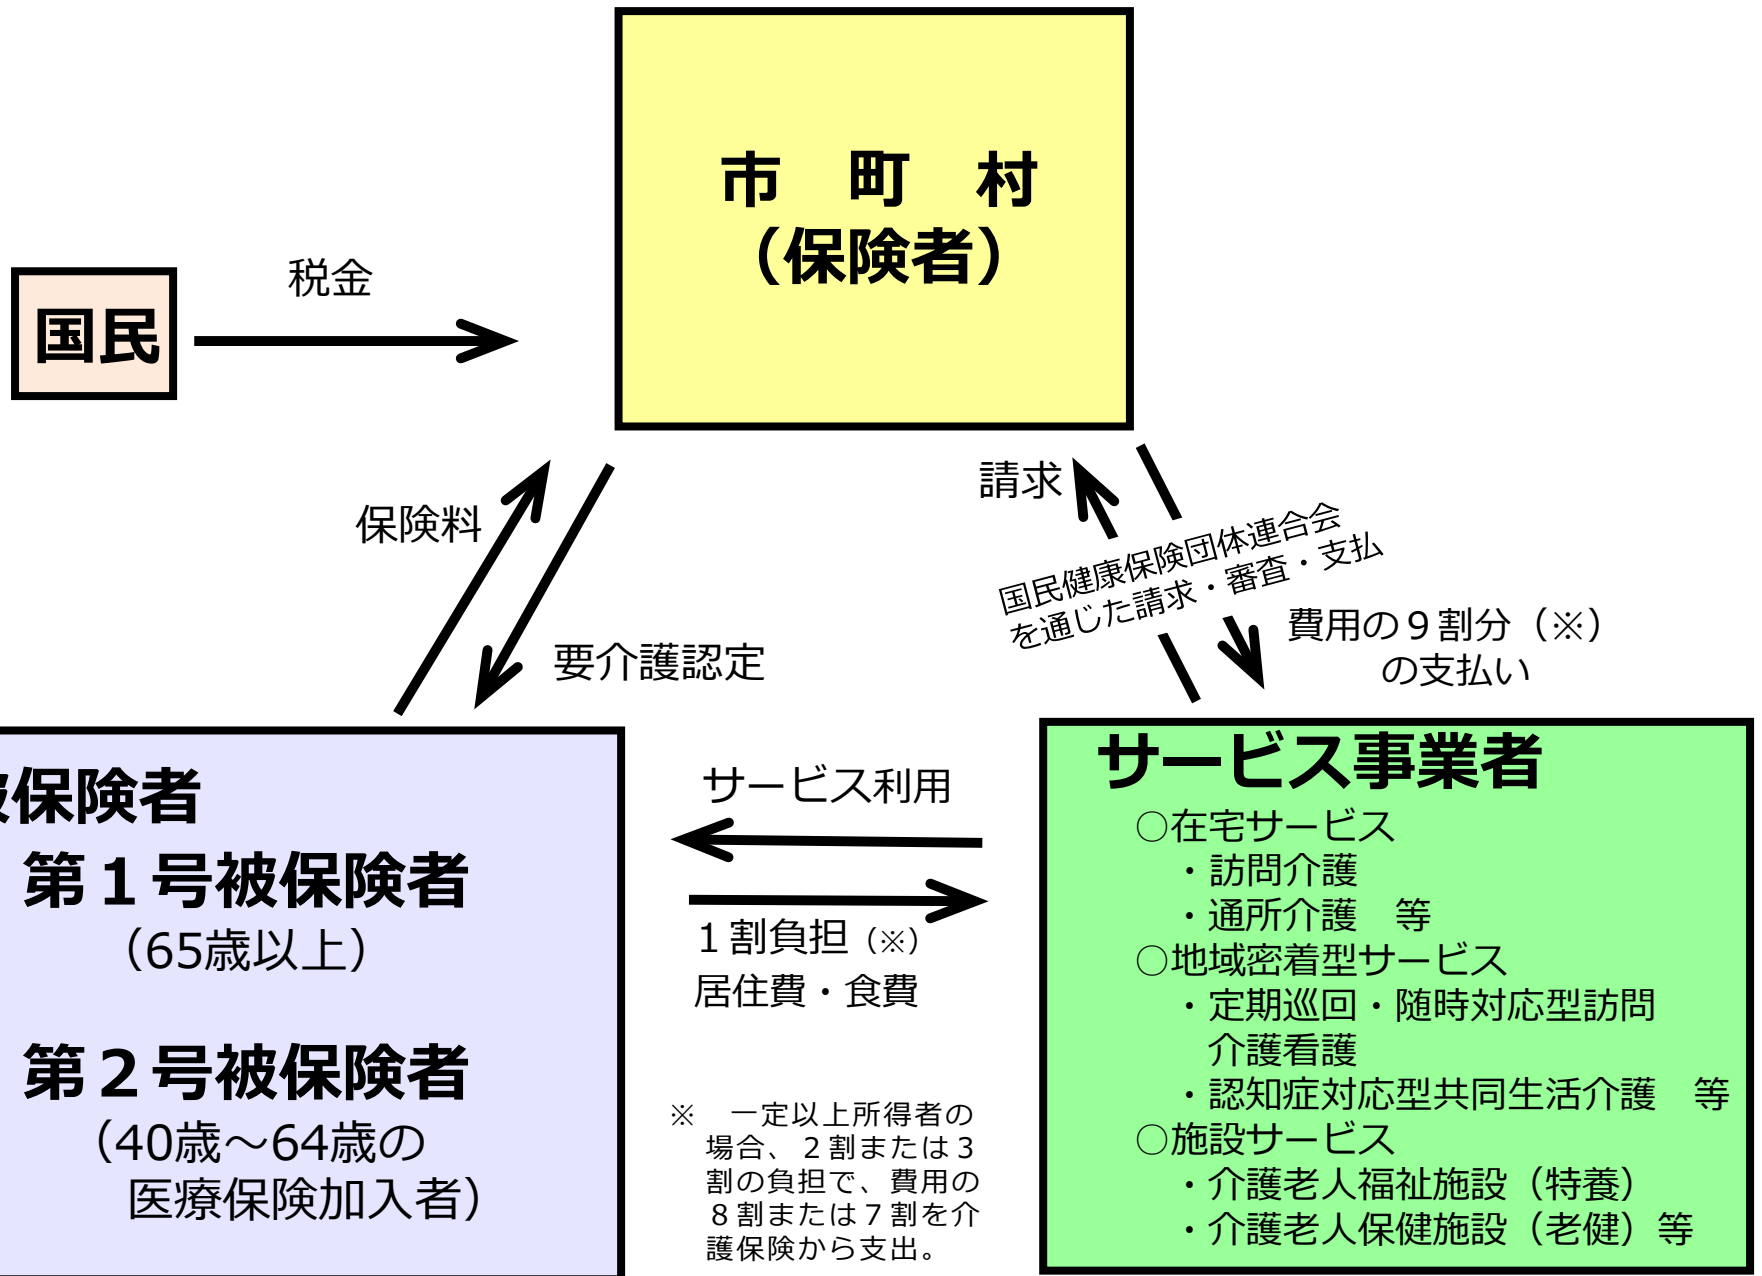 市　町　村
（保険者）
税金
国民
保険料
要介護認定
請求
国民健康保険団体連合会
を通じた請求・審査・支払
費用の９割分（※）
の支払い
保険者
第１号被保険者
（65歳以上）
第２号被保険者
（40歳～64歳の
医療保険加入者）
サービス利用
１割負担（※）
居住費・食費
※　一定以上所得者の
場合、２割または３
割の負担で、費用の
８割または７割を介
護保険から支出。
サービス事業者
○在宅サービス
・訪問介護
・通所介護　等
○地域密着型サービス
・定期巡回・随時対応型訪問
介護看護
・認知症対応型共同生活介護　等
○施設サービス
・介護老人福祉施設（特養）
・介護老人保健施設（老健）等